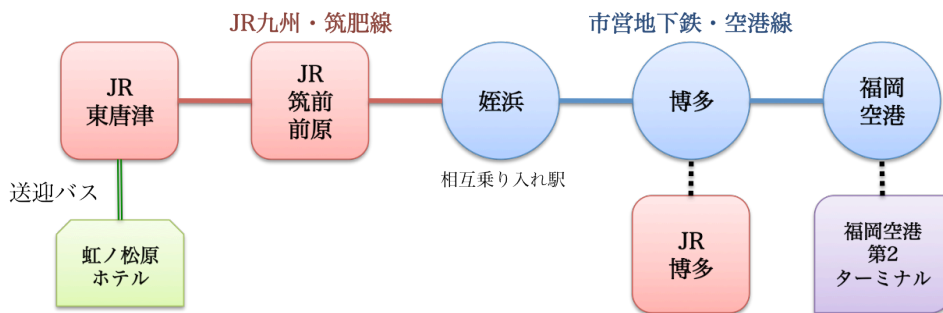 JR九州・筑肥線
市営地下鉄・空港線
JR
東唐津
JR
筑前
前原
姪浜
博多
福岡
空港
相互乗り入れ駅
送迎バス
虹ノ松原
ホテル
JR
博多
福岡空港
第2
ターミナル